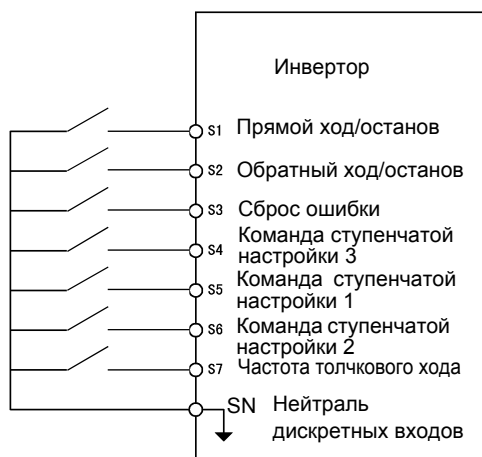 Инвертор
S1 Прямой ход/останов
S2 Обратный ход/останов
S3 Сброс ошибки
S4 Команда ступенчатой
настройки 3
S5 Команда ступенчатой
настройки 1
S6 Команда ступенчатой
настройки 2
S7 Частота толчкового хода
SN Нейтраль
дискретных входов